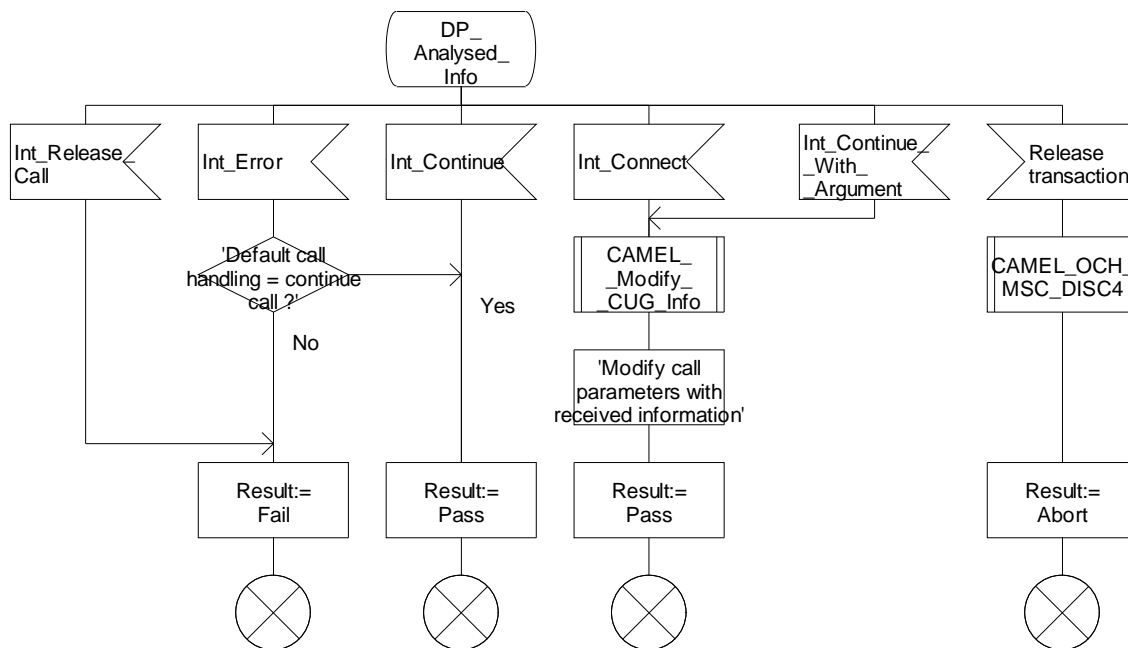 DP_
Analysed_
Info
Int_Release_
Call
Int_Error
Int_Continue
Int_Connect
Int_Continue_
_With_
_Argument
Release
transaction
'Default call
handling = continue
call ?'
Yes
No
CAMEL_
_Modify_
_CUG_Info
CAMEL_OCH_
MSC_DISC4
'Modify call
parameters with
received information'
Result:=
Fail
Result:=
Pass
Result:=
Pass
Result:=
Abort